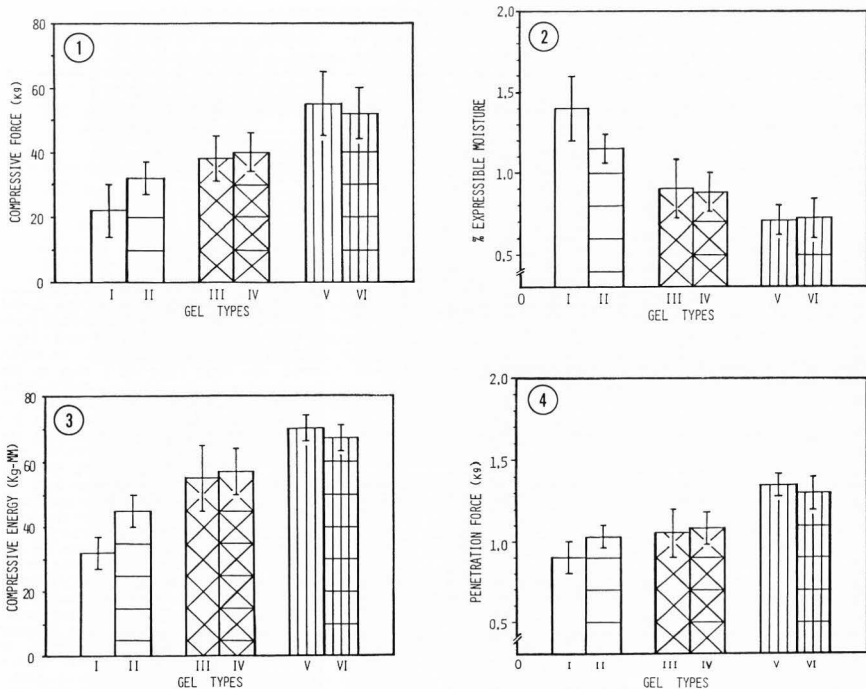 1
COMPRESSIVE FORCE (Kg)
80
60
40
20
0
I II III IV V VI
GEL TYPES
2
% EXPRESSIBLE MOISTURE
2.0
1.5
1.0
0.5
0
I II III IV V VI
GEL TYPES
3
COMPRESSIVE ENERGY (Kg-MM)
80
60
40
20
0
I II III IV V VI
GEL TYPES
4
PENETRATION FORCE (Kg)
2.0
1.5
1.0
0.5
0
I II III IV V VI
GEL TYPES